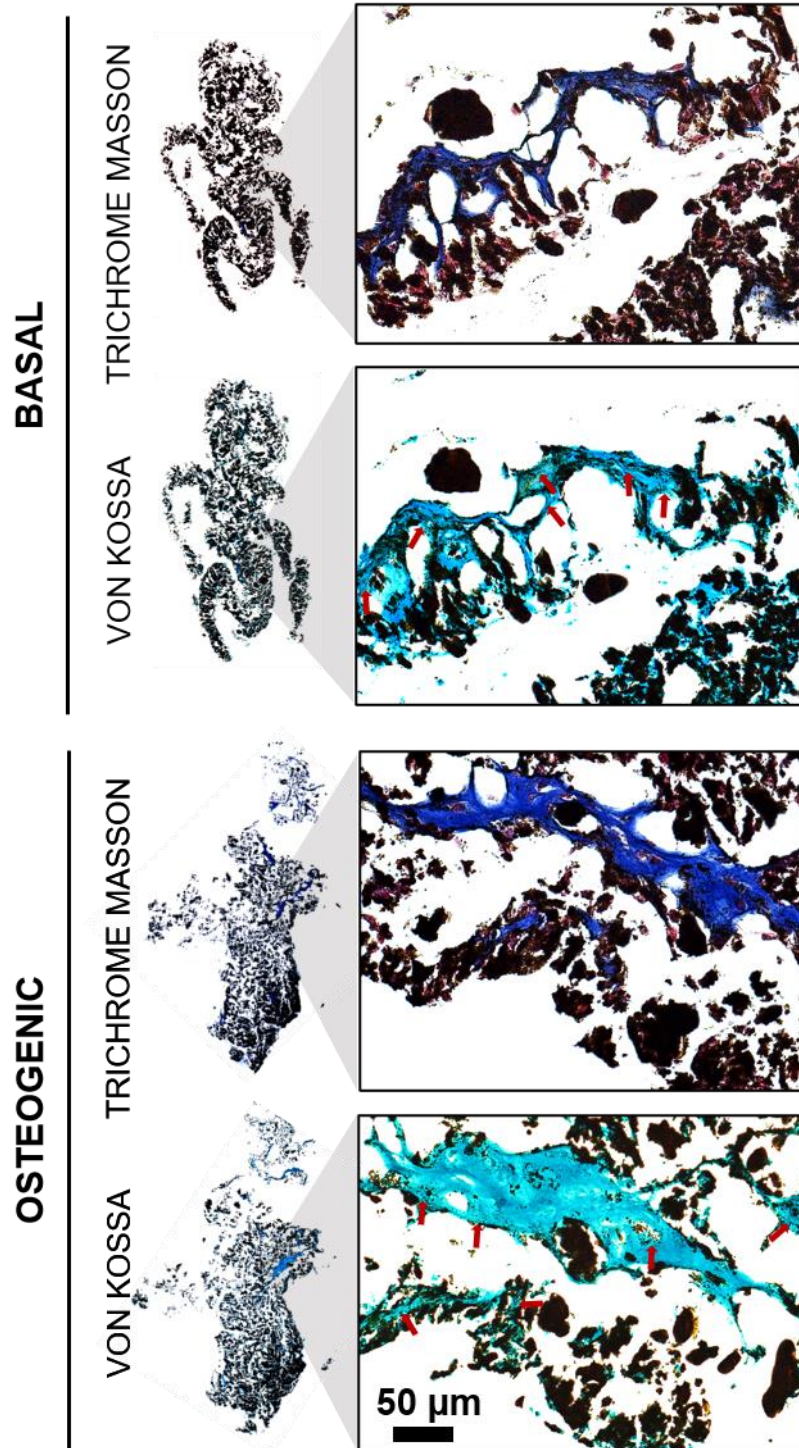 BASAL
TRICHROME MASSON
VON KOSSA
OSTEOGENIC
TRICHROME MASSON
VON KOSSA
50 µm